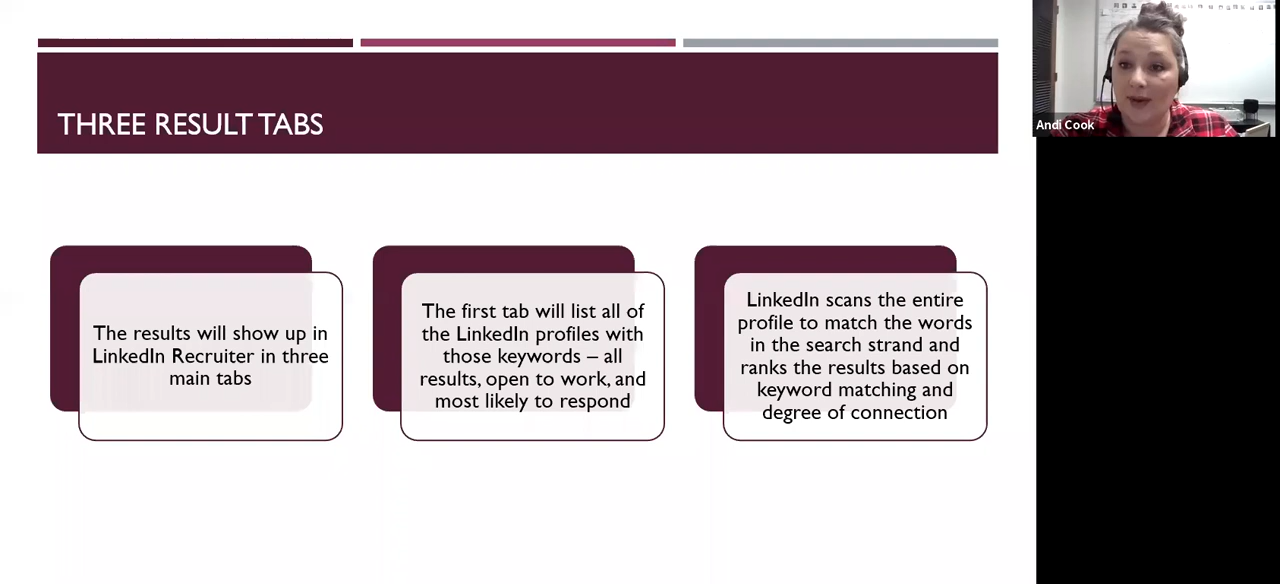 THREE RESULT TABS
The results will show up in
LinkedIn Recruiter in three
main tabs
The first tab will list all of
the LinkedIn profiles with
those keywords – all
results, open to work, and
most likely to respond
LinkedIn scans the entire
profile to match the words
in the search strand and
ranks the results based on
keyword matching and
degree of connection
Andi Cook